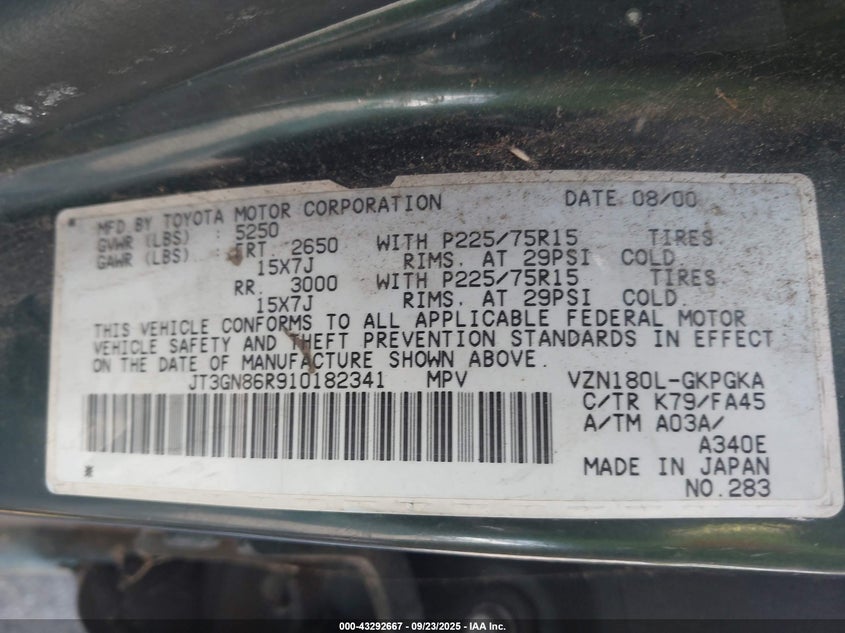 MFD BY TOYOTA MOTOR CORPORATION DATE 08/00
GVWR (LBS) : 5250
GAWR (LBS) : FRT 2650 WITH P225/75R15 TIRES
15X7J RIMS. AT 29PSI COLD
RR. 3000 WITH P225/75R15 TIRES
15X7J RIMS. AT 29PSI COLD
THIS VEHICLE CONFORMS TO ALL APPLICABLE FEDERAL MOTOR
VEHICLE SAFETY AND THEFT PREVENTION STANDARDS IN EFFECT
ON THE DATE OF MANUFACTURE SHOWN ABOVE.
JT3GN86R910182341 MPV VZN180L-GKPGKA
C/TR K79/FA45
A/TM A03A/
A340E
MADE IN JAPAN
NO.283
000-43292667 - 09/23/2025 - IAA Inc.